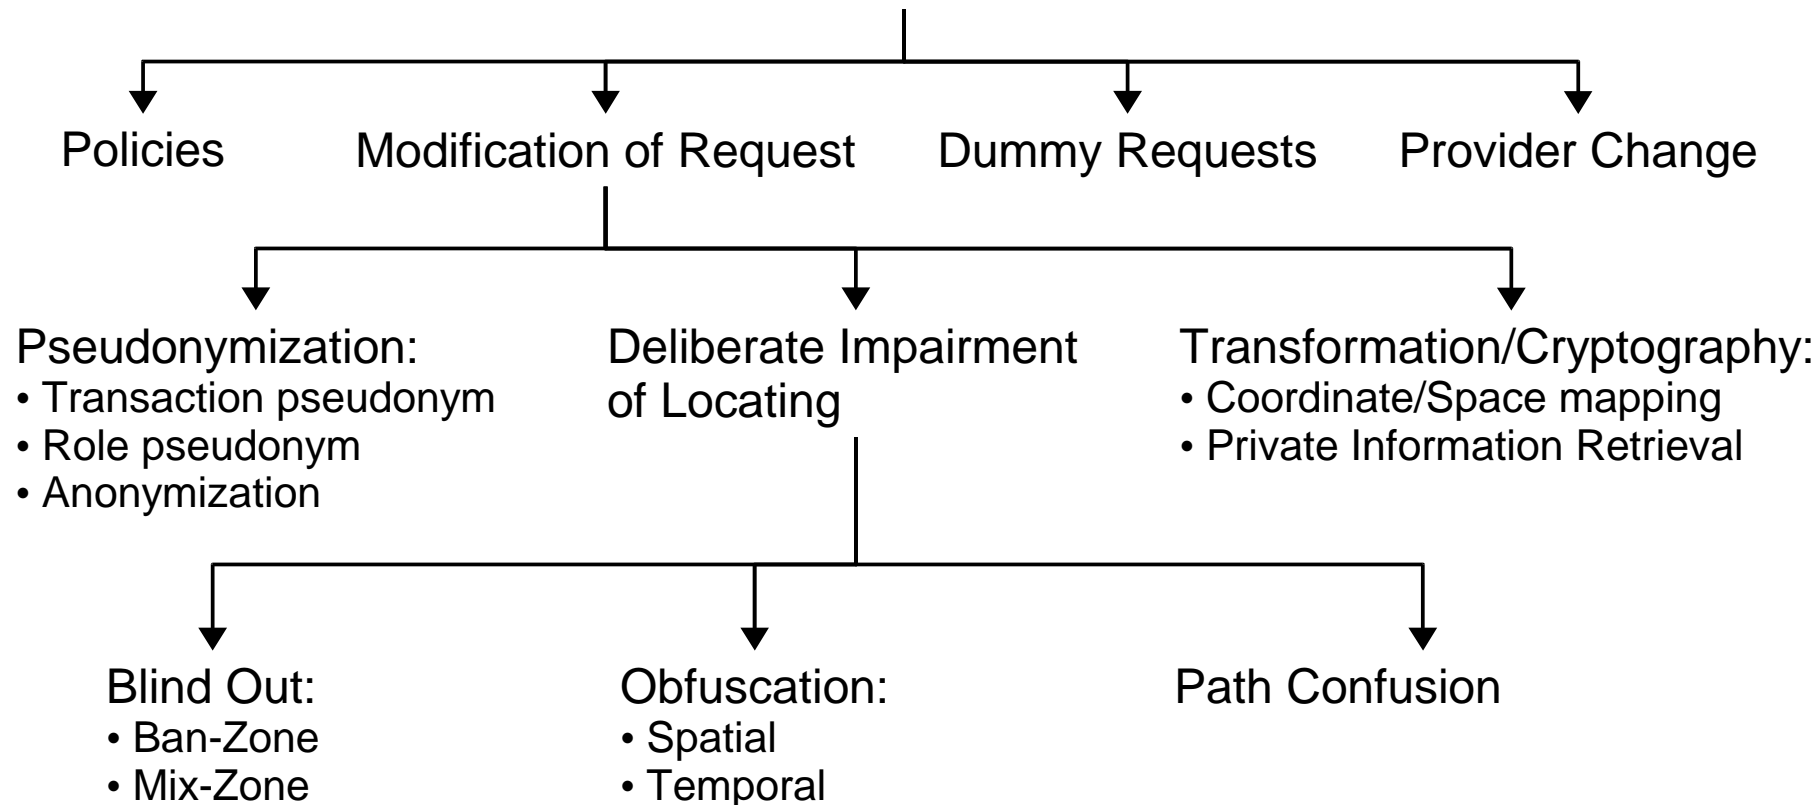 Policies
Modification of Request
Dummy Requests
Provider Change
Pseudonymization:
• Transaction pseudonym
• Role pseudonym
• Anonymization
Deliberate Impairment
of Locating
Transformation/Cryptography:
• Coordinate/Space mapping
• Private Information Retrieval
Blind Out:
• Ban-Zone
• Mix-Zone
Obfuscation:
• Spatial
• Temporal
Path Confusion